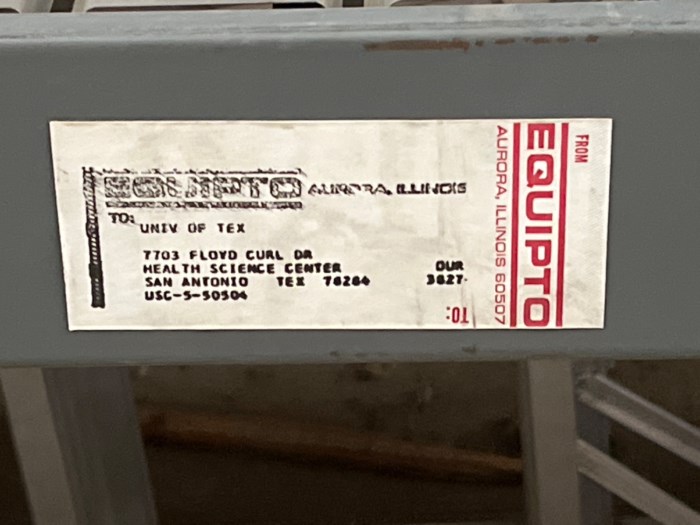 EQUIPTO AURORA, ILLINOIS
TO:
UNIV OF TEX
7703 FLOYD CURL DR
HEALTH SCIENCE CENTER OUR
SAN ANTONIO TEX 78284 3627-
USC-5-50504
TO:
FROM
EQUIPTO
AURORA, ILLINOIS 60507